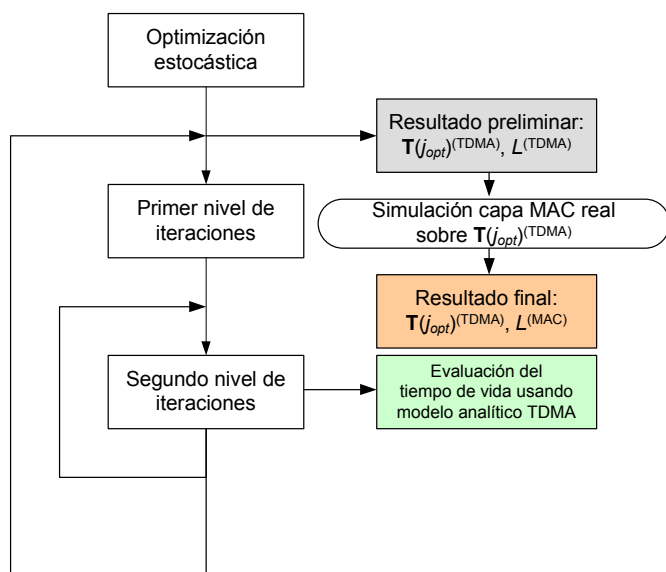 Optimización
estocástica
Resultado preliminar:
T(jopt)(TDMA), L(TDMA)
Primer nivel de
iteraciones
Simulación capa MAC real
sobre T(jopt)(TDMA)
Resultado final:
T(jopt)(TDMA), L(MAC)
Segundo nivel de
iteraciones
Evaluación del
tiempo de vida usando
modelo analítico TDMA